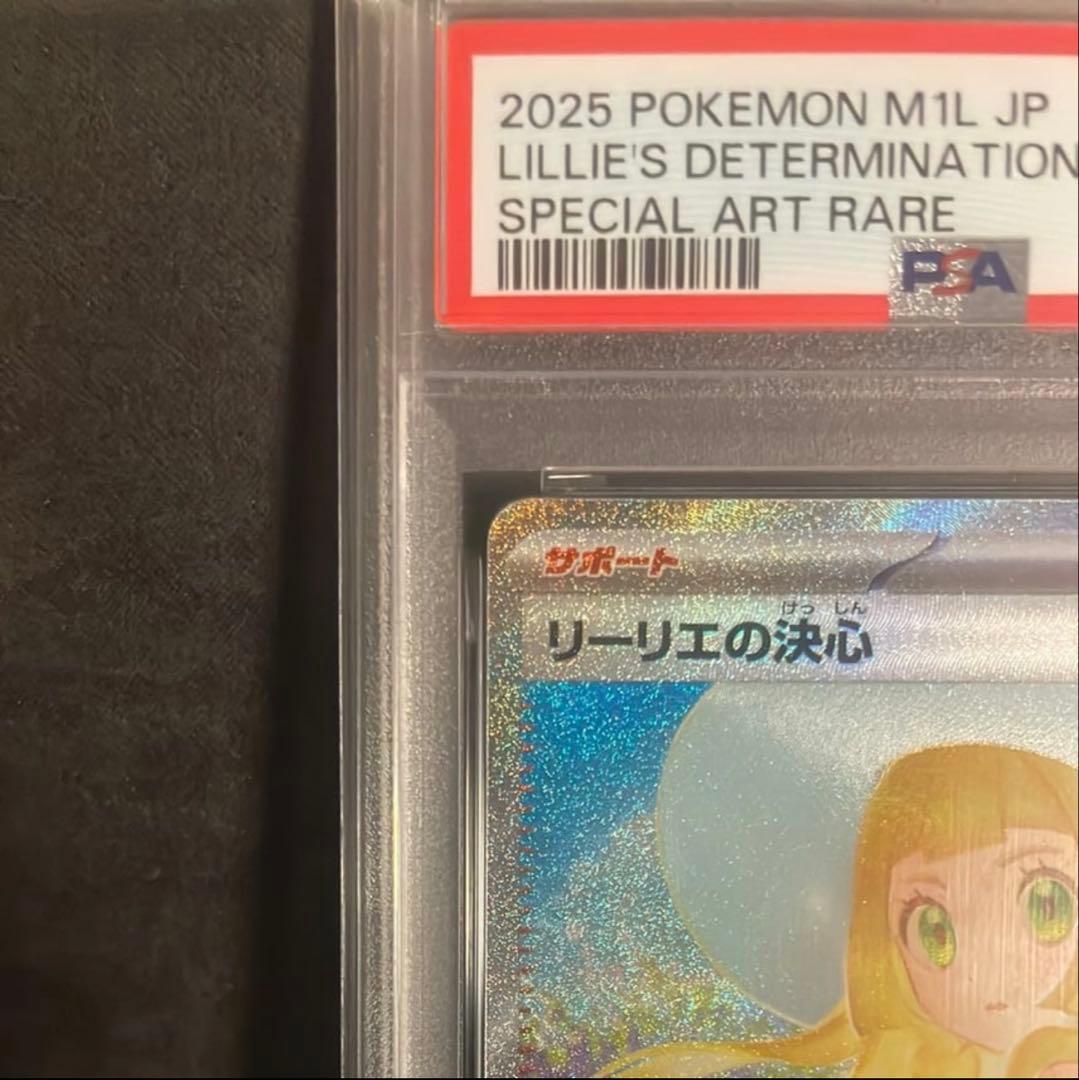 2025 POKEMON M1L JP
LILLIE'S DETERMINATION
SPECIAL ART RARE
PSA
サポート
けっしん
リーリエの決心